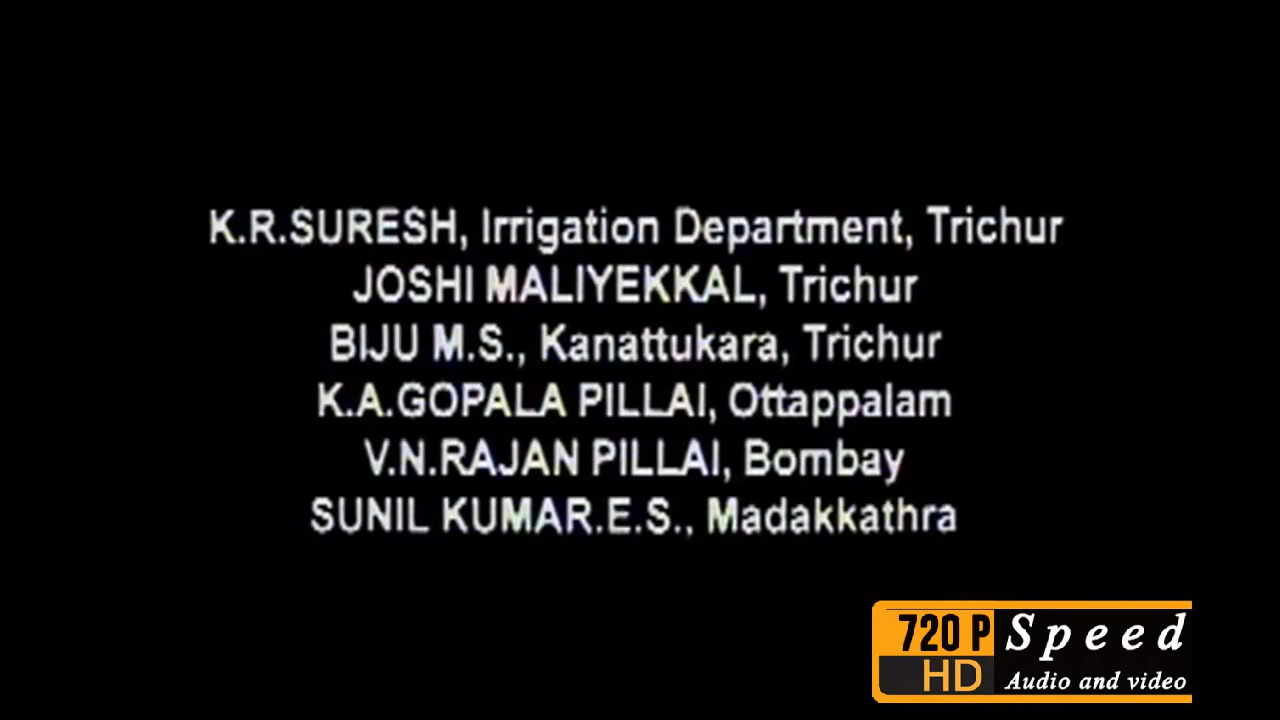 K.R.SURESH, Irrigation Department, Trichur
JOSHI MALIYEKKAL, Trichur
BIJU M.S., Kanattukara, Trichur
K.A.GOPALA PILLAI, Ottappalam
V.N.RAJAN PILLAI, Bombay
SUNIL KUMAR.E.S., Madakkathra
720 P Speed
HD Audio and video